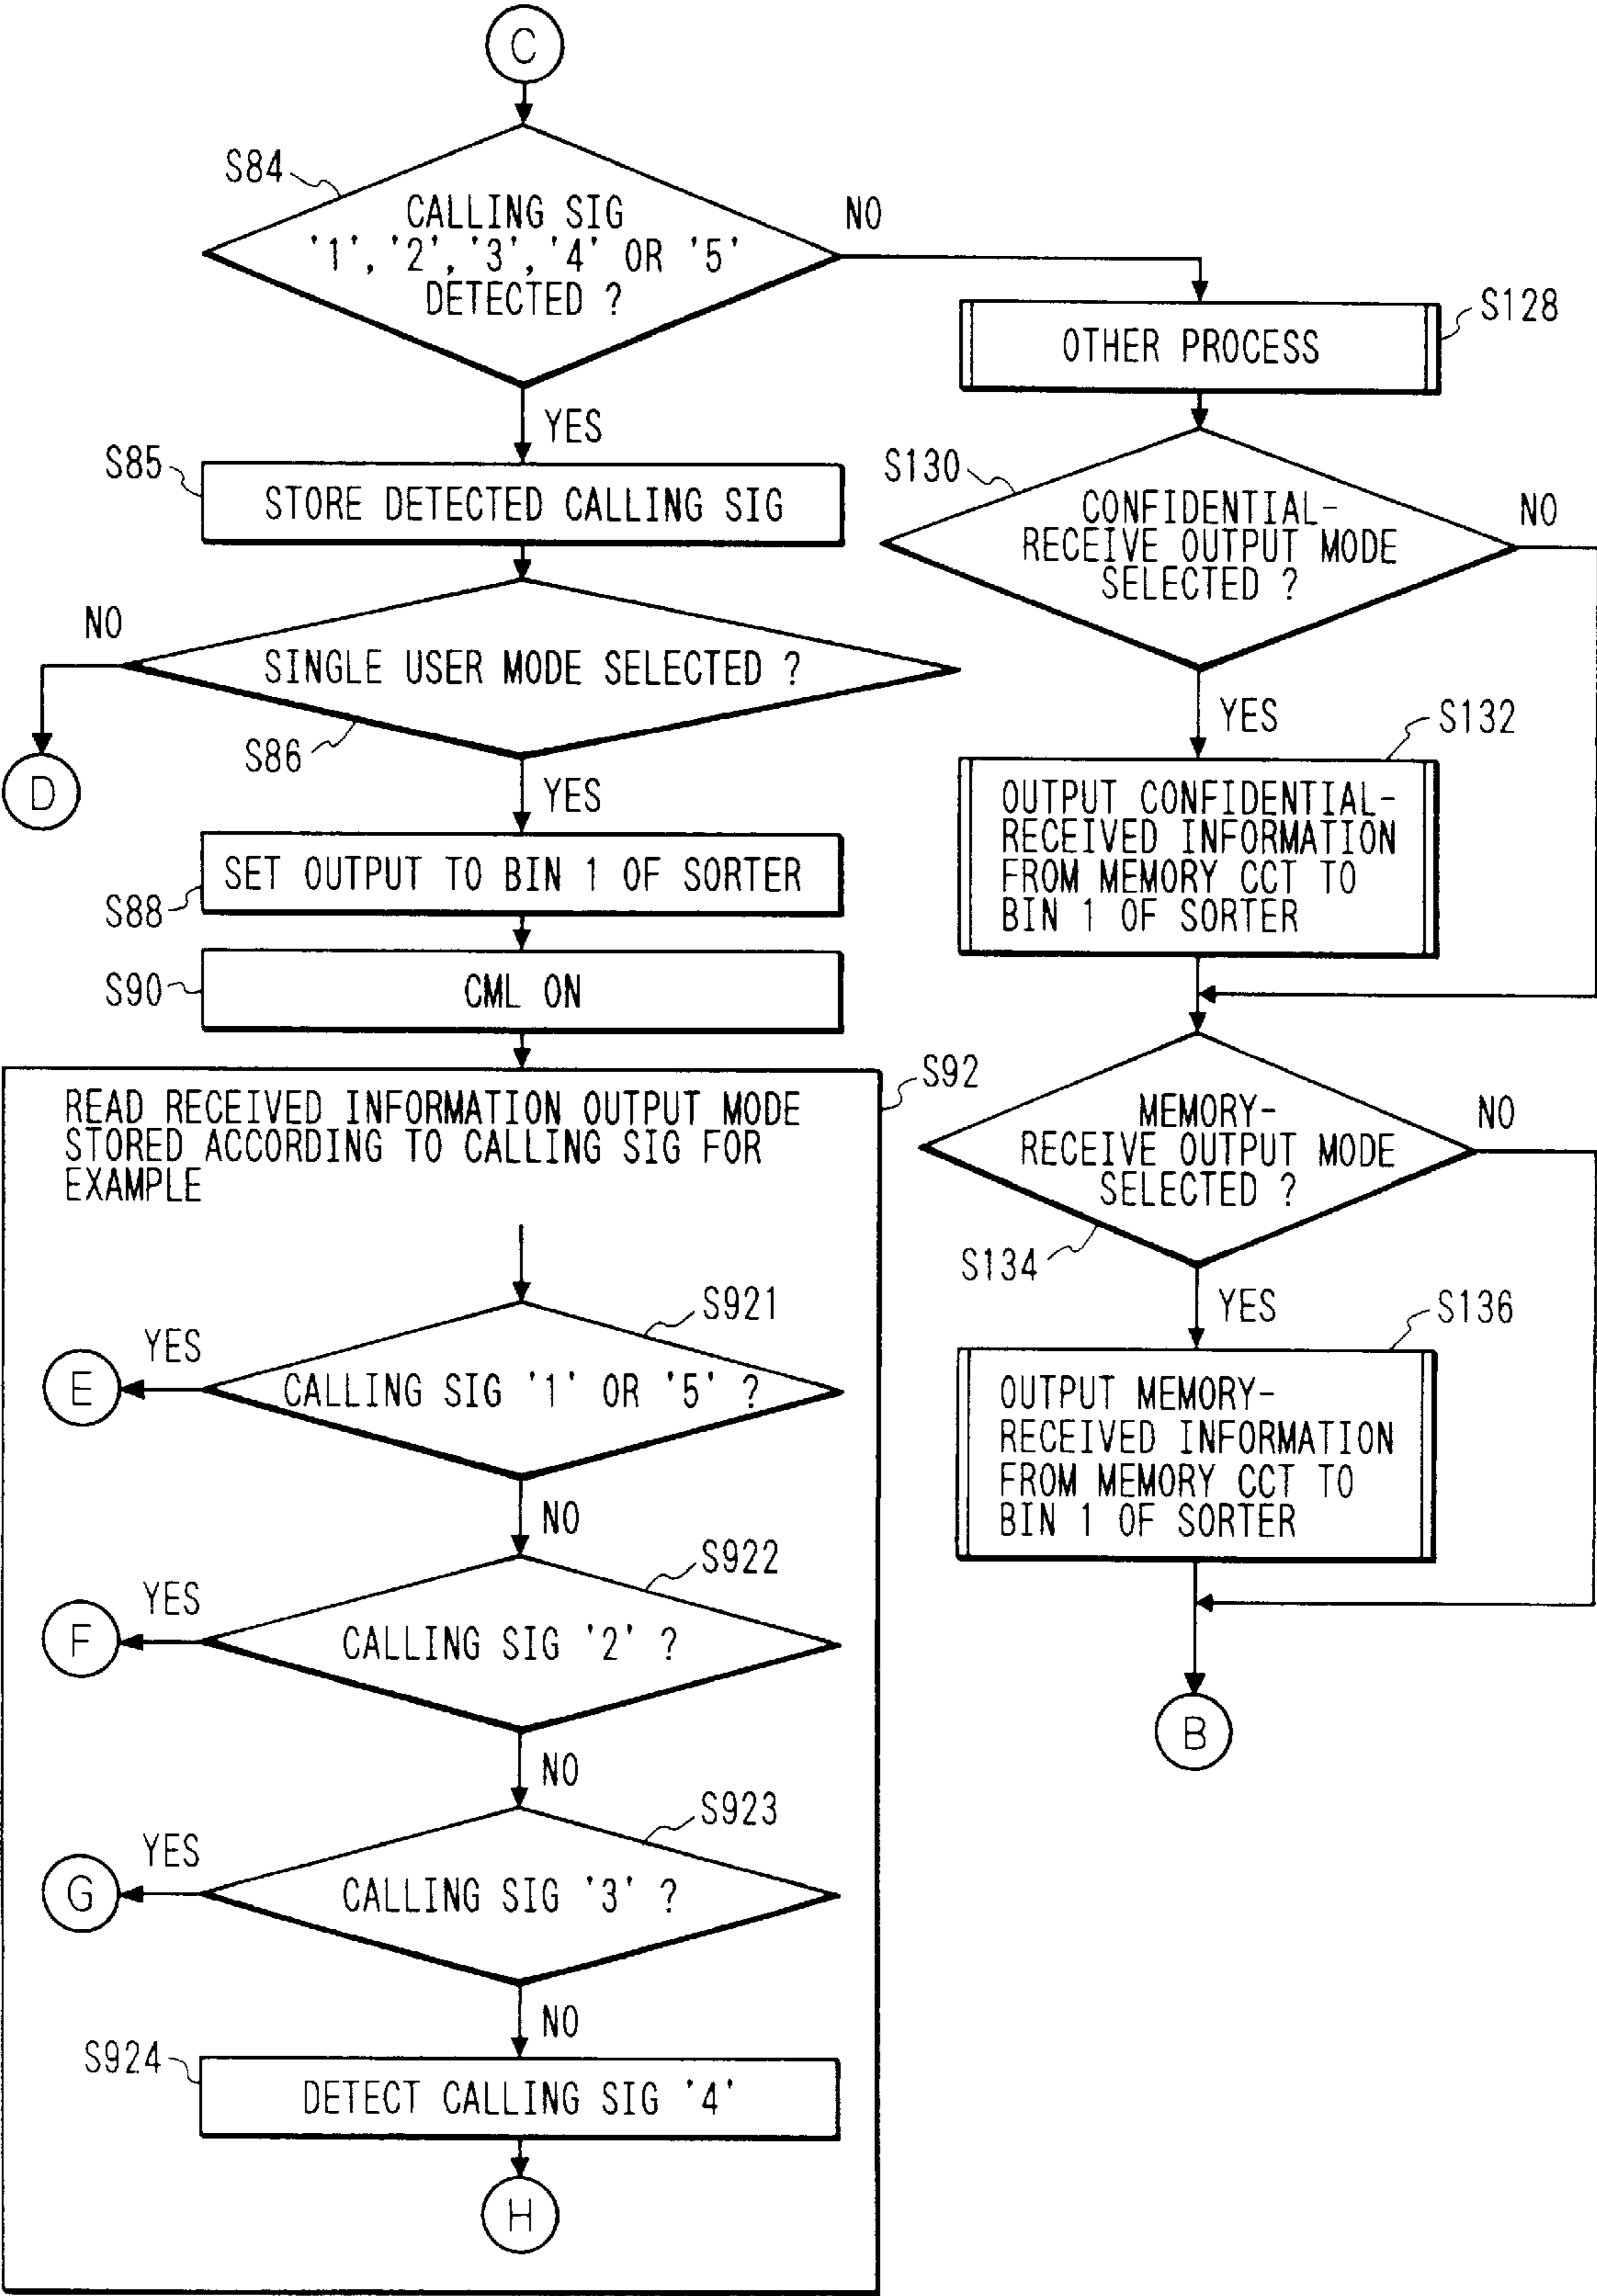 C
S84
CALLING SIG
'1', '2', '3', '4' OR '5'
DETECTED ?
NO
YES
S85
STORE DETECTED CALLING SIG
NO
SINGLE USER MODE SELECTED ?
S86
D
YES
SET OUTPUT TO BIN 1 OF SORTER
S88
S90
CML ON
S92
READ RECEIVED INFORMATION OUTPUT MODE
STORED ACCORDING TO CALLING SIG FOR
EXAMPLE
S921
YES
E
CALLING SIG '1' OR '5' ?
NO
S922
YES
F
CALLING SIG '2' ?
NO
S923
YES
G
CALLING SIG '3' ?
NO
S924
DETECT CALLING SIG '4'
H
S128
OTHER PROCESS
S130
CONFIDENTIAL-
RECEIVE OUTPUT MODE
SELECTED ?
NO
YES
S132
OUTPUT CONFIDENTIAL-
RECEIVED INFORMATION
FROM MEMORY CCT TO
BIN 1 OF SORTER
MEMORY-
RECEIVE OUTPUT MODE
SELECTED ?
NO
S134
YES
S136
OUTPUT MEMORY-
RECEIVED INFORMATION
FROM MEMORY CCT TO
BIN 1 OF SORTER
B